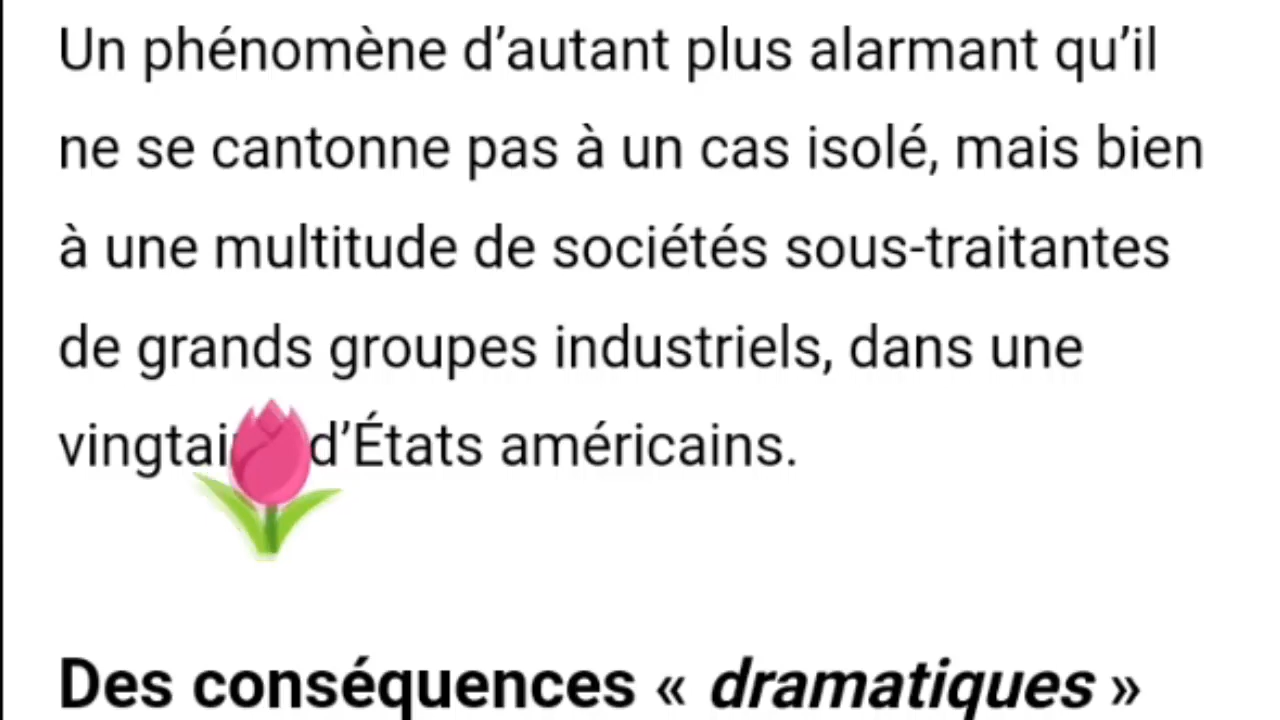 Un phénomène d’autant plus alarmant qu’il
ne se cantonne pas à un cas isolé, mais bien
à une multitude de sociétés sous-traitantes
de grands groupes industriels, dans une
d’États américains.
Des conséquences « dramatiques »